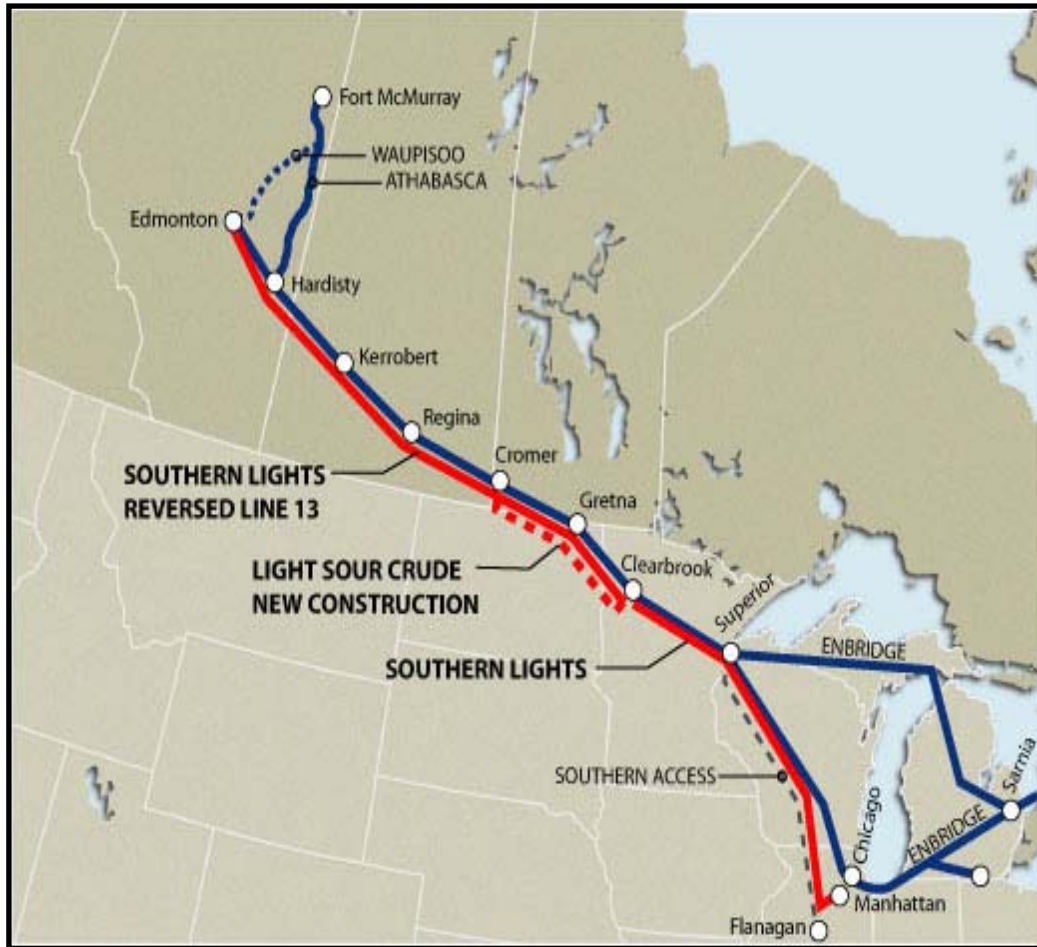 Fort McMurray
WAUPISOO
ATHABASCA
Edmonton
Hardisty
Kerrobert
Regina
Cromer
SOUTHERN LIGHTS
REVERSED LINE 13
Gretna
LIGHT SOUR CRUDE
NEW CONSTRUCTION
Clearbrook
Superior
ENBRIDGE
SOUTHERN LIGHTS
SOUTHERN ACCESS
Sarnia
Chicago
ENBRIDGE
Manhattan
Flanagan